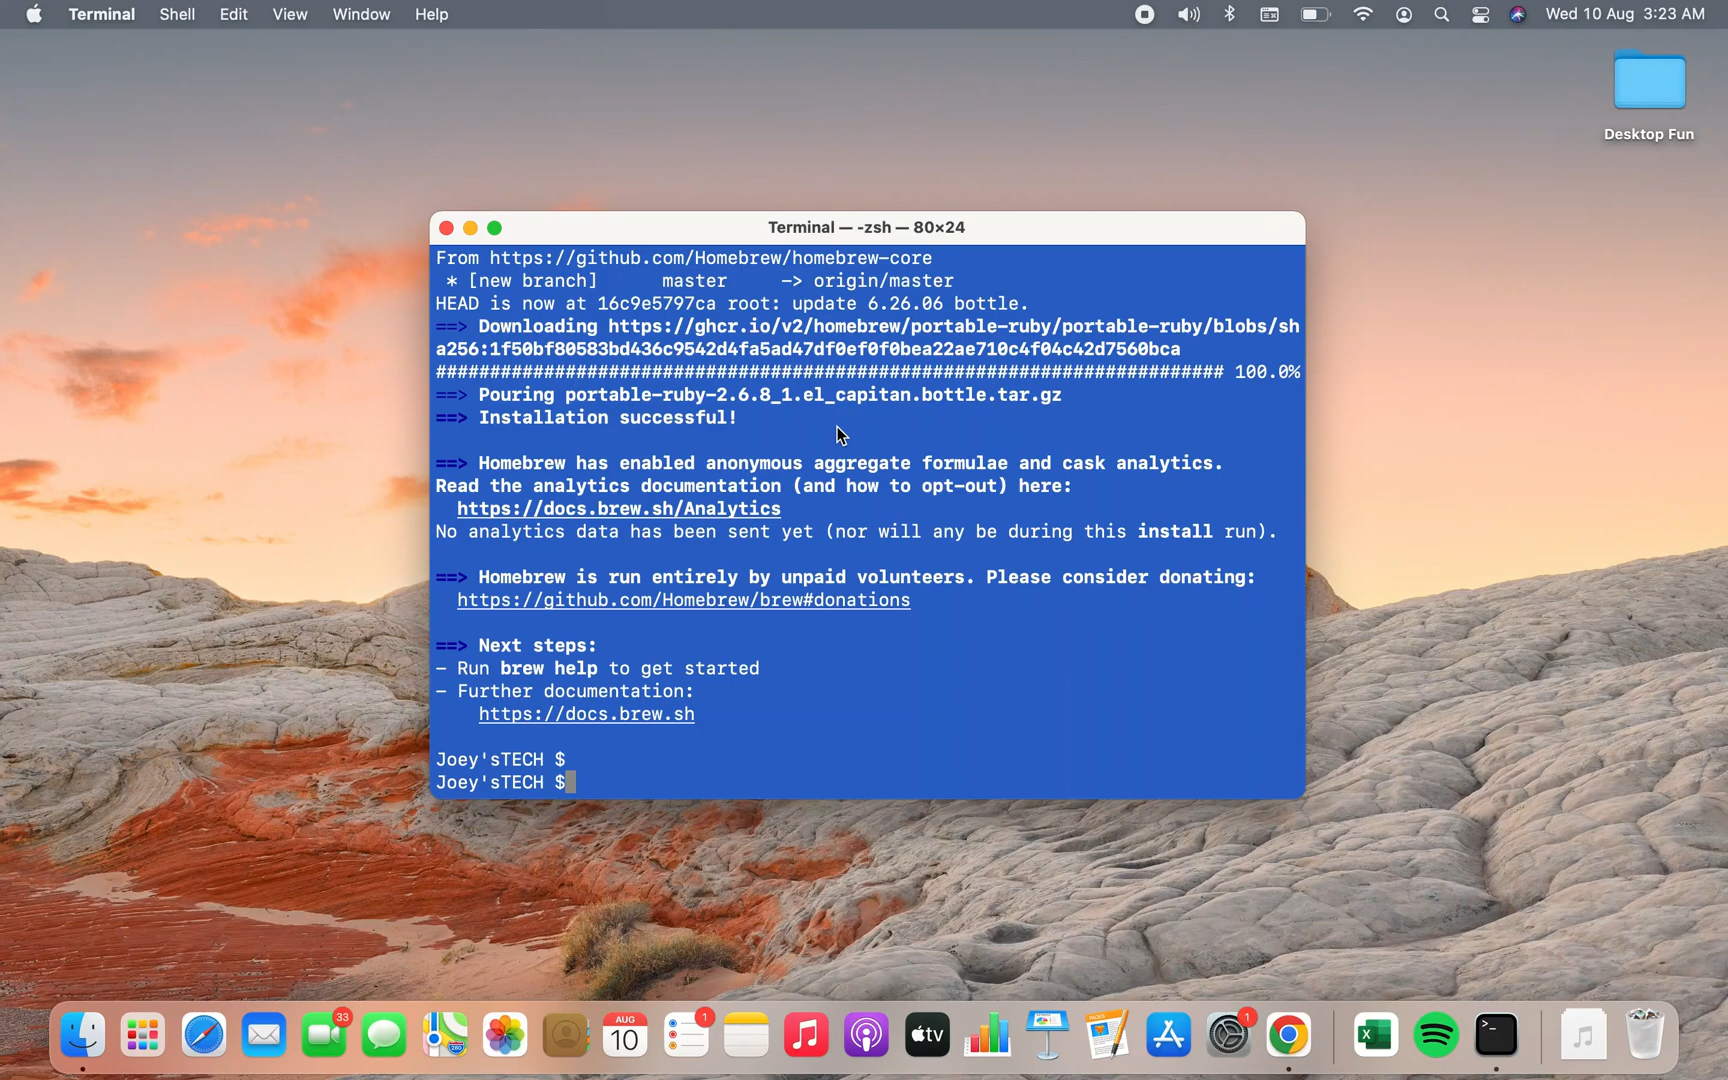 Terminal Shell Edit View Window Help Wed 10 Aug 3:23 AM
Desktop Fun
Terminal — -zsh — 80×24
From https://github.com/Homebrew/homebrew-core
* [new branch] master -> origin/master
HEAD is now at 16c9e5797ca root: update 6.26.06 bottle.
==> Downloading https://ghcr.io/v2/homebrew/portable-ruby/portable-ruby/blobs/sh
a256:1f50bf80583bd436c9542d4fa5ad47df0ef0f0bea22ae710c4f04c42d7560bca
######################################################################### 100.0%
==> Pouring portable-ruby-2.6.8_1.el_capitan.bottle.tar.gz
==> Installation successful!
==> Homebrew has enabled anonymous aggregate formulae and cask analytics.
Read the analytics documentation (and how to opt-out) here:
https://docs.brew.sh/Analytics
No analytics data has been sent yet (nor will any be during this install run).
==> Homebrew is run entirely by unpaid volunteers. Please consider donating:
https://github.com/Homebrew/brew#donations
==> Next steps:
- Run brew help to get started
- Further documentation:
https://docs.brew.sh
Joey'sTECH $
Joey'sTECH $
33 AUG 10 1 tv PAGES 1 X >_